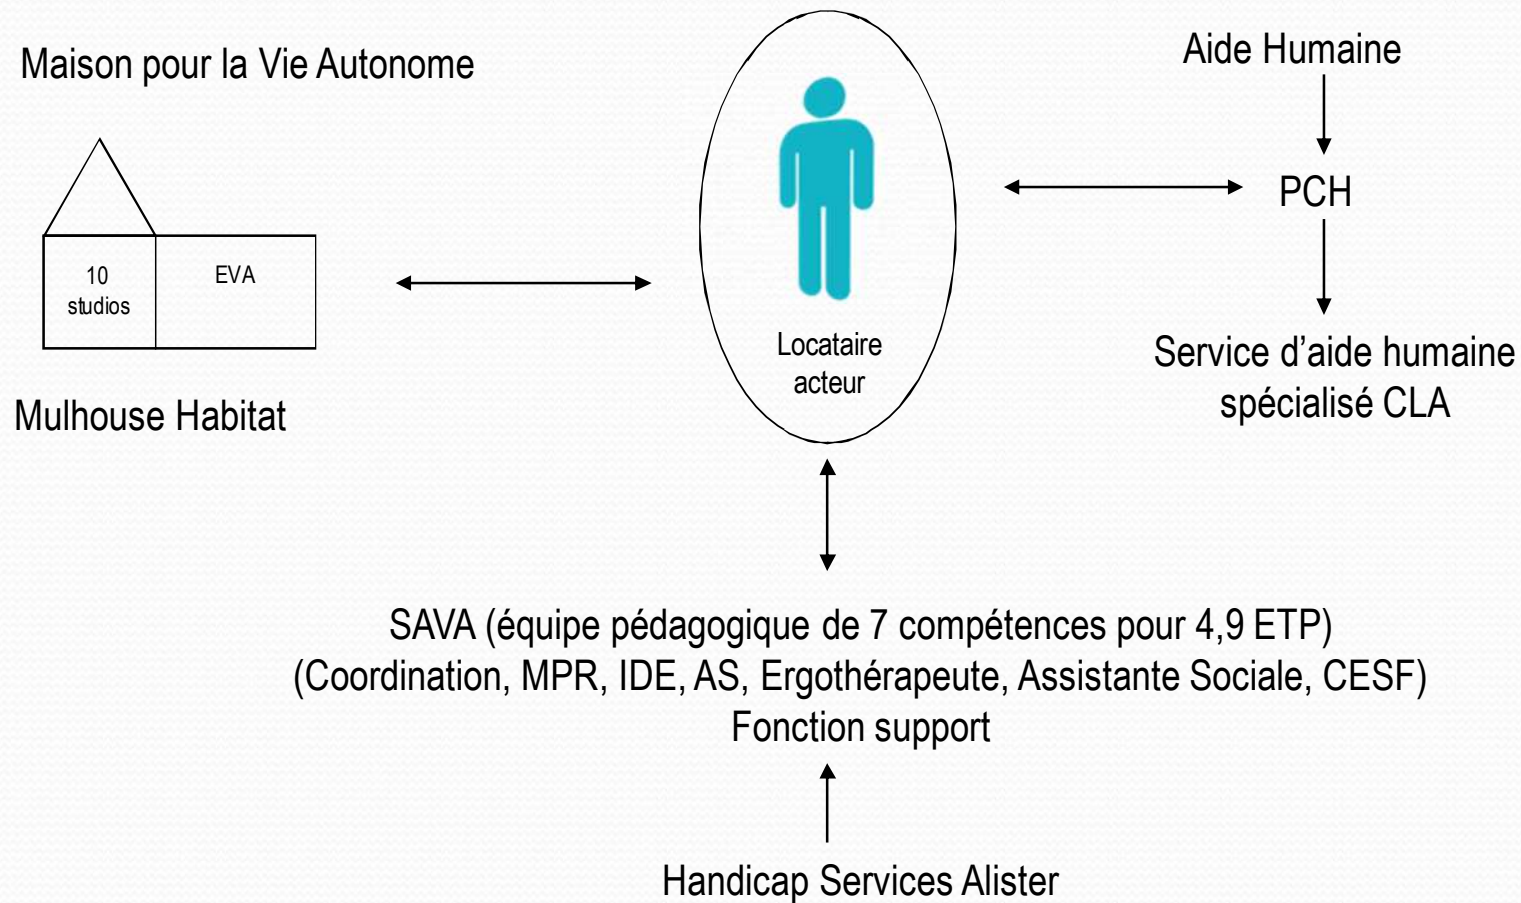 Maison pour la Vie Autonome
10
studios
EVA
Mulhouse Habitat
Locataire
acteur
Aide Humaine
PCH
Service d’aide humaine
spécialisé CLA
SAVA (équipe pédagogique de 7 compétences pour 4,9 ETP)
(Coordination, MPR, IDE, AS, Ergothérapeute, Assistante Sociale, CESF)
Fonction support
Handicap Services Alister